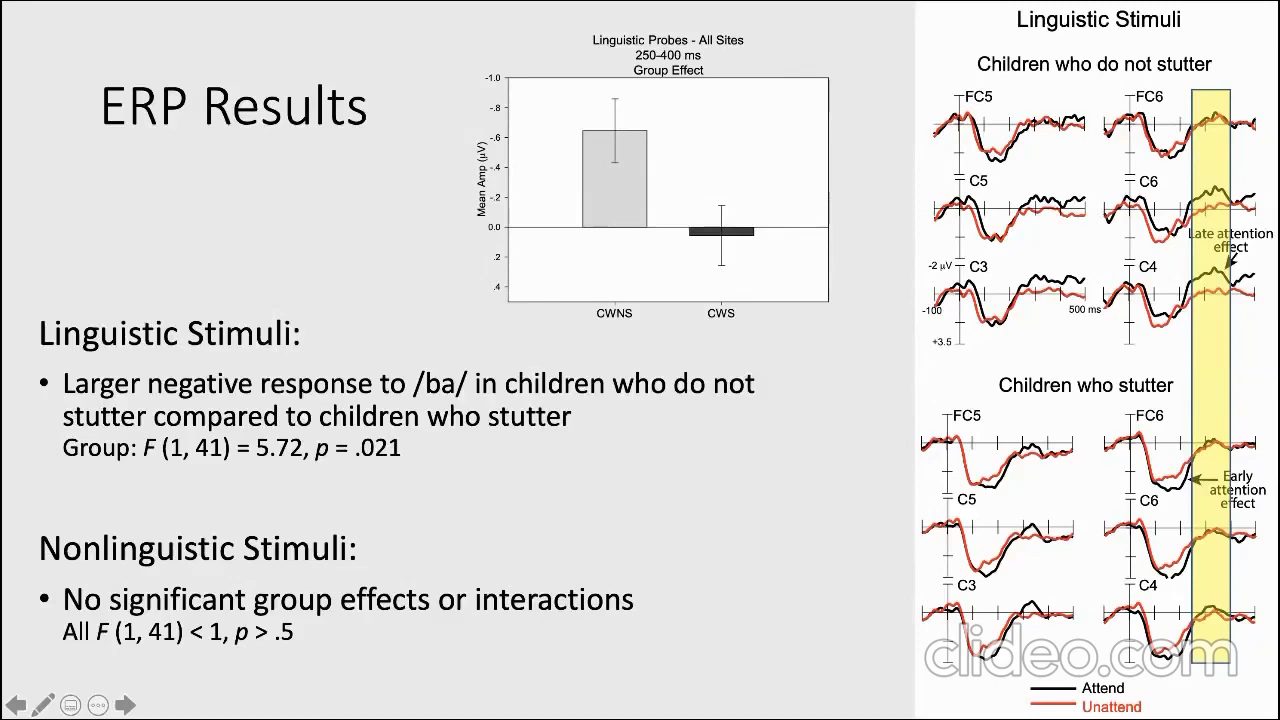 ERP Results
Linguistic Probes - All Sites
250-400 ms
Group Effect
-1.0
-.8
-.6
-.4
-.2
0.0
.2
.4
Mean Amp (µV)
CWNS
CWS
Linguistic Stimuli:
• Larger negative response to /ba/ in children who do not
stutter compared to children who stutter
Group: F (1, 41) = 5.72, p = .021
Nonlinguistic Stimuli:
• No significant group effects or interactions
All F (1, 41) < 1, p > .5
Linguistic Stimuli
Children who do not stutter
FC5
FC6
C5
C6
Late attention
effect
-2 µV
C3
C4
-100
500 ms
+3.5
Children who stutter
FC5
FC6
Early
attention
effect
C5
C6
C3
C4
clideo.com
Attend
Unattend